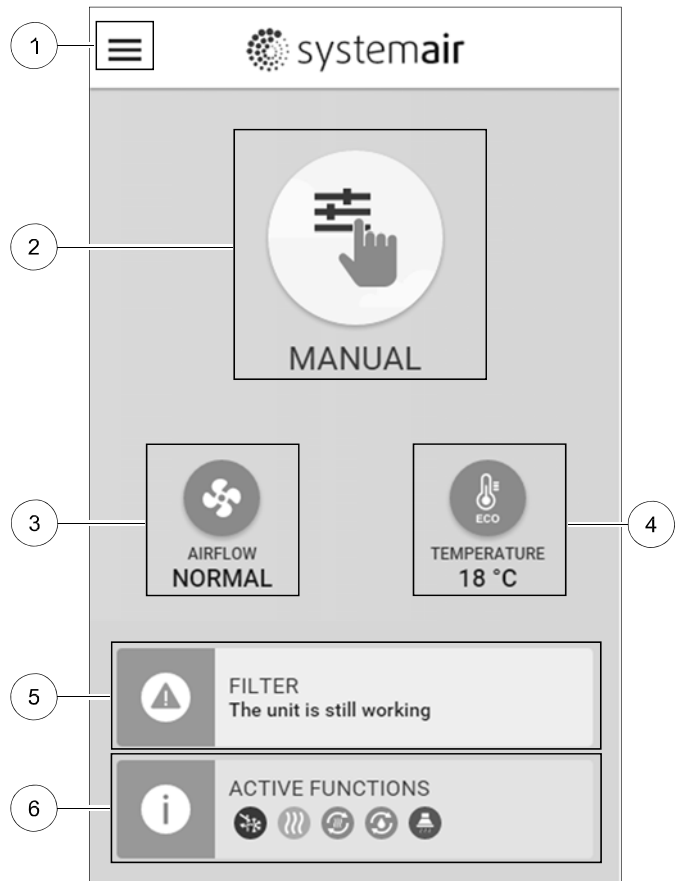 1
systemair
2
MANUAL
3
AIRFLOW
NORMAL
ECO
TEMPERATURE
18 °C
4
5
FILTER
The unit is still working
6
ACTIVE FUNCTIONS